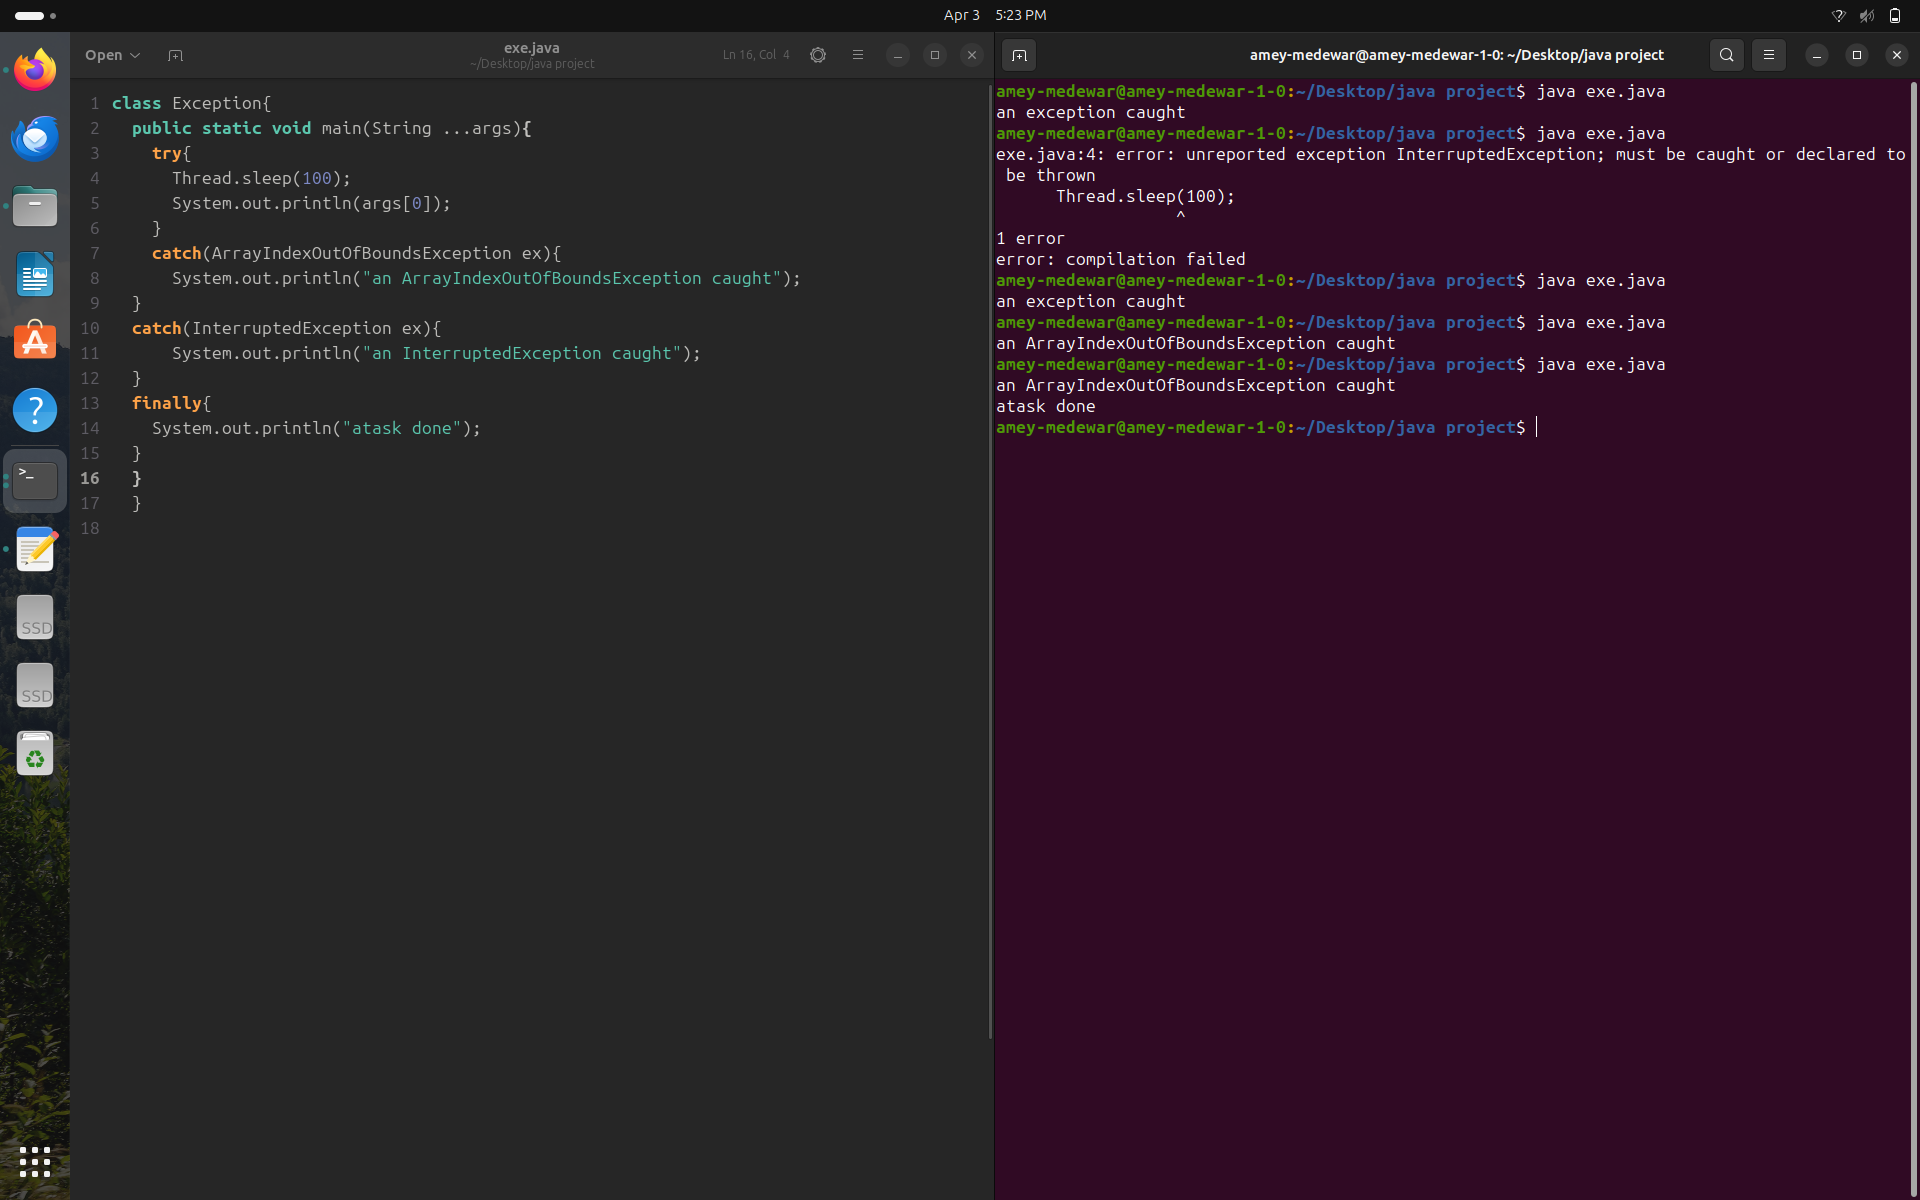 Apr 3 5:23 PM
Open
exe.java
~/Desktop/java project
Ln 16, Col 4
1 class Exception{
2 public static void main(String ...args){
3 try{
4 Thread.sleep(100);
5 System.out.println(args[0]);
6 }
7 catch(ArrayIndexOutOfBoundsException ex){
8 System.out.println("an ArrayIndexOutOfBoundsException caught");
9 }
10 catch(InterruptedException ex){
11 System.out.println("an InterruptedException caught");
12 }
13 finally{
14 System.out.println("atask done");
15 }
16 }
17 }
18
amey-medewar@amey-medewar-1-0: ~/Desktop/java project
amey-medewar@amey-medewar-1-0:~/Desktop/java project$ java exe.java
an exception caught
amey-medewar@amey-medewar-1-0:~/Desktop/java project$ java exe.java
exe.java:4: error: unreported exception InterruptedException; must be caught or declared to
be thrown
Thread.sleep(100);
^
1 error
error: compilation failed
amey-medewar@amey-medewar-1-0:~/Desktop/java project$ java exe.java
an exception caught
amey-medewar@amey-medewar-1-0:~/Desktop/java project$ java exe.java
an ArrayIndexOutOfBoundsException caught
amey-medewar@amey-medewar-1-0:~/Desktop/java project$ java exe.java
an ArrayIndexOutOfBoundsException caught
atask done
amey-medewar@amey-medewar-1-0:~/Desktop/java project$
SSD
SSD